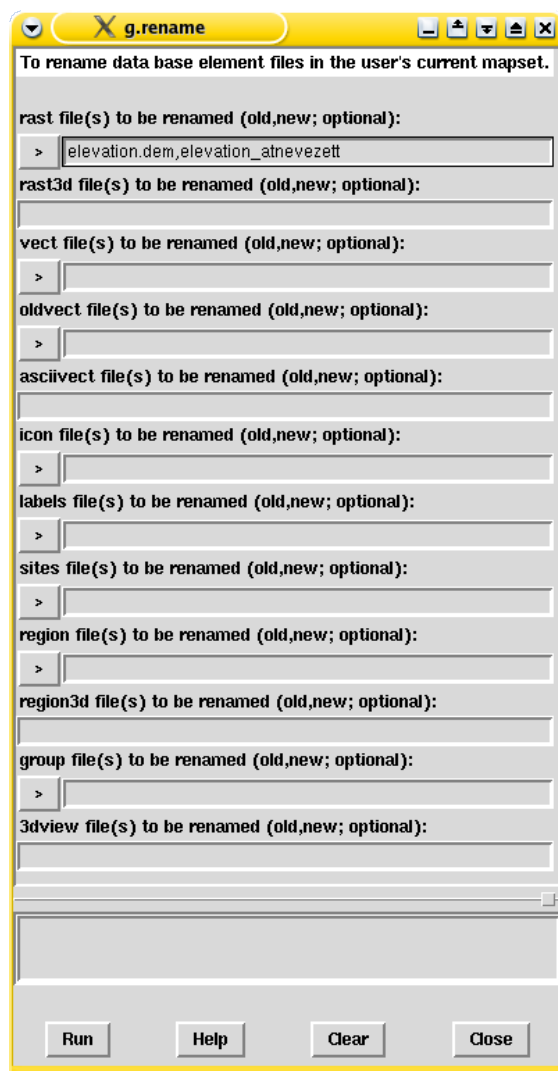 g.rename
To rename data base element files in the user's current mapset.
rast file(s) to be renamed (old,new; optional):
> elevation.dem,elevation_atnevezett
rast3d file(s) to be renamed (old,new; optional):
vect file(s) to be renamed (old,new; optional):
>
oldvect file(s) to be renamed (old,new; optional):
>
asciivect file(s) to be renamed (old,new; optional):
icon file(s) to be renamed (old,new; optional):
>
labels file(s) to be renamed (old,new; optional):
>
sites file(s) to be renamed (old,new; optional):
>
region file(s) to be renamed (old,new; optional):
>
region3d file(s) to be renamed (old,new; optional):
group file(s) to be renamed (old,new; optional):
>
3dview file(s) to be renamed (old,new; optional):
Run Help Clear Close